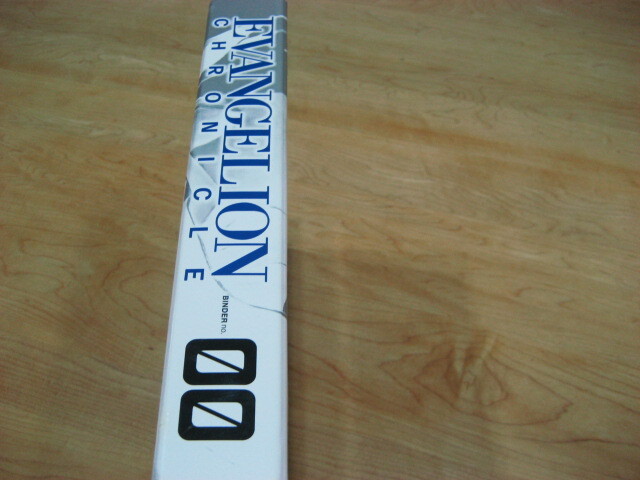 EVANGELION
CHRONICLE
BINDER no.
00